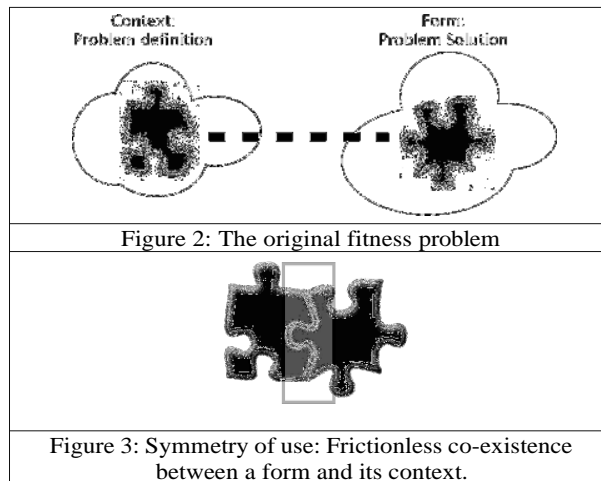 Context:
Problem definition
Form:
Problem Solution
Figure 2: The original fitness problem
Figure 3: Symmetry of use: Frictionless co-existence
between a form and its context.